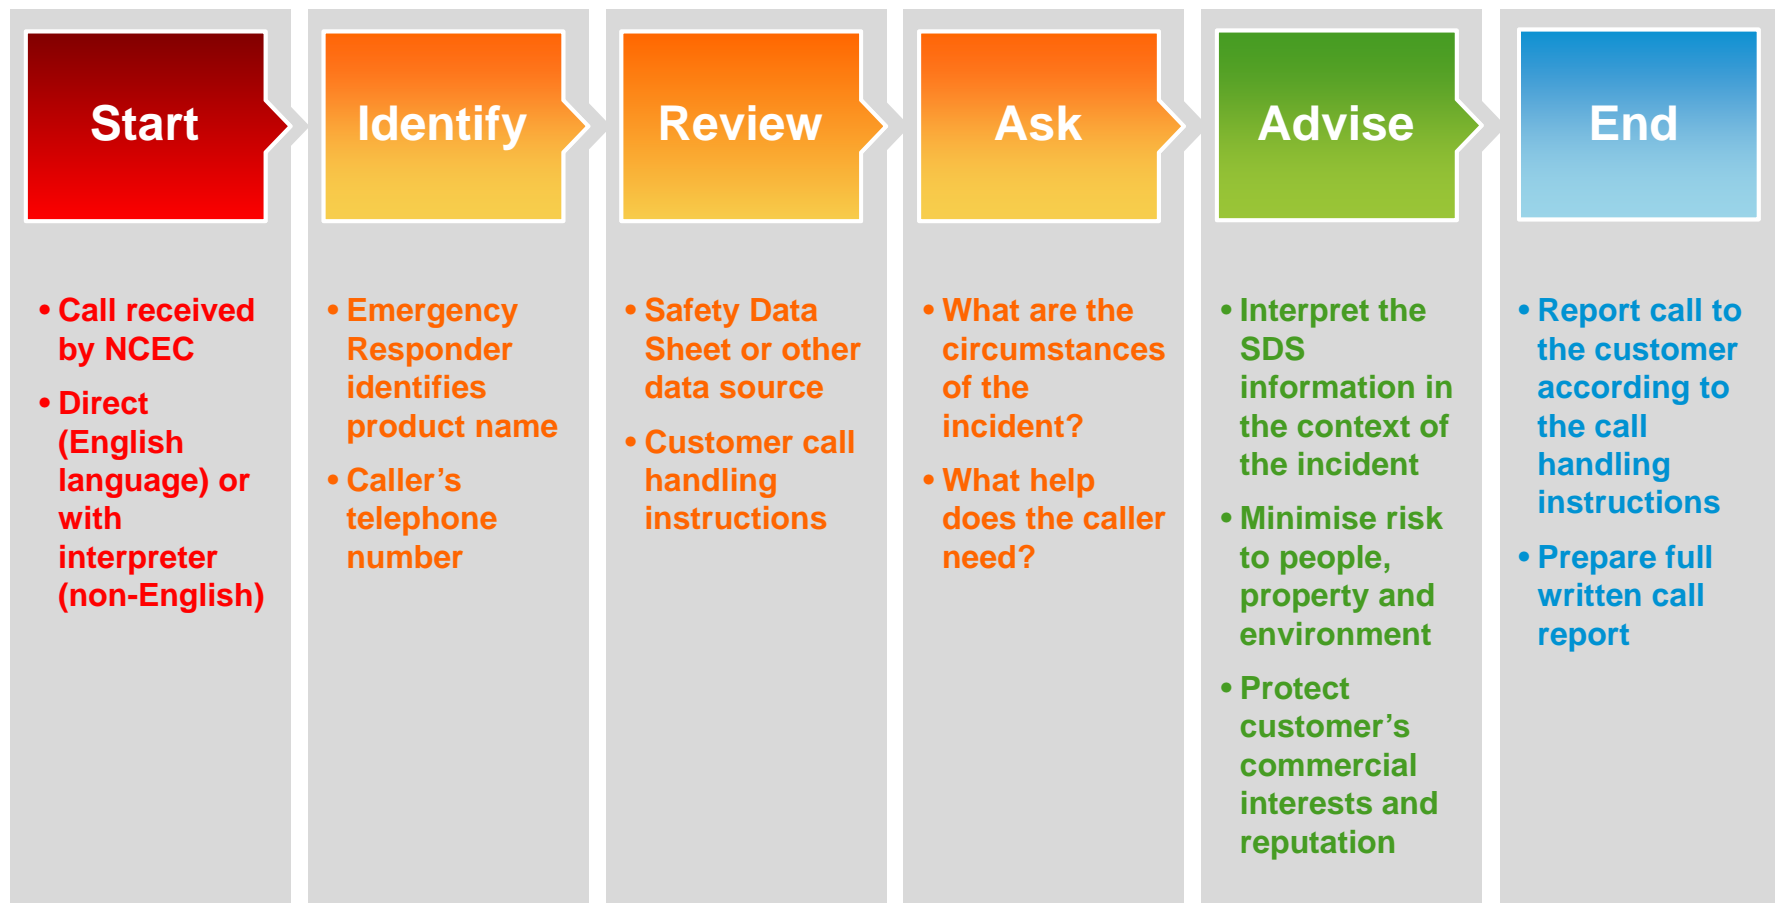 Start
• Call received
by NCEC
• Direct
(English
language) or
with
interpreter
(non-English)
Identify
• Emergency
Responder
identifies
product name
• Caller’s
telephone
number
Review
• Safety Data
Sheet or other
data source
• Customer call
handling
instructions
Ask
• What are the
circumstances
of the
incident?
• What help
does the caller
need?
Advise
• Interpret the
SDS
information in
the context of
the incident
• Minimise risk
to people,
property and
environment
• Protect
customer’s
commercial
interests and
reputation
End
• Report call to
the customer
according to
the call
handling
instructions
• Prepare full
written call
report